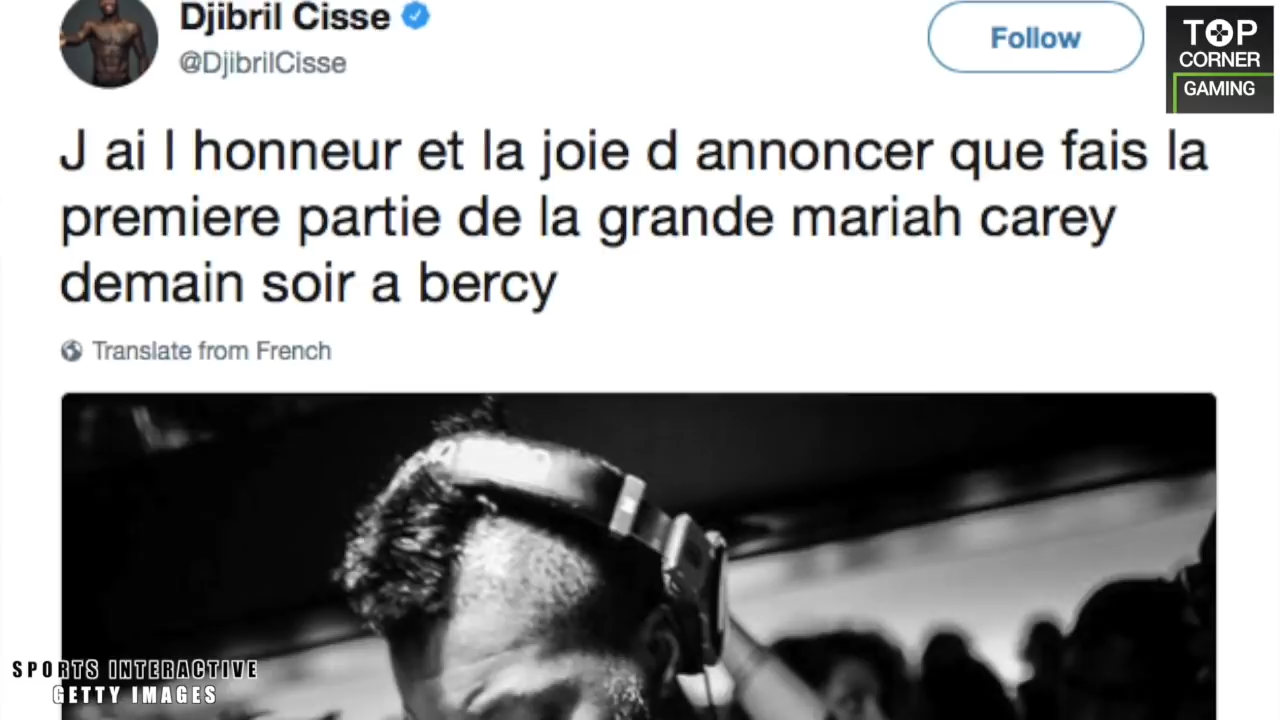 Djibril Cisse
@DjibrilCisse
Follow
TOP
CORNER
GAMING
J ai l honneur et la joie d annoncer que fais la
premiere partie de la grande mariah carey
demain soir a bercy
Translate from French
SPORTS INTERACTIVE
GETTY IMAGES